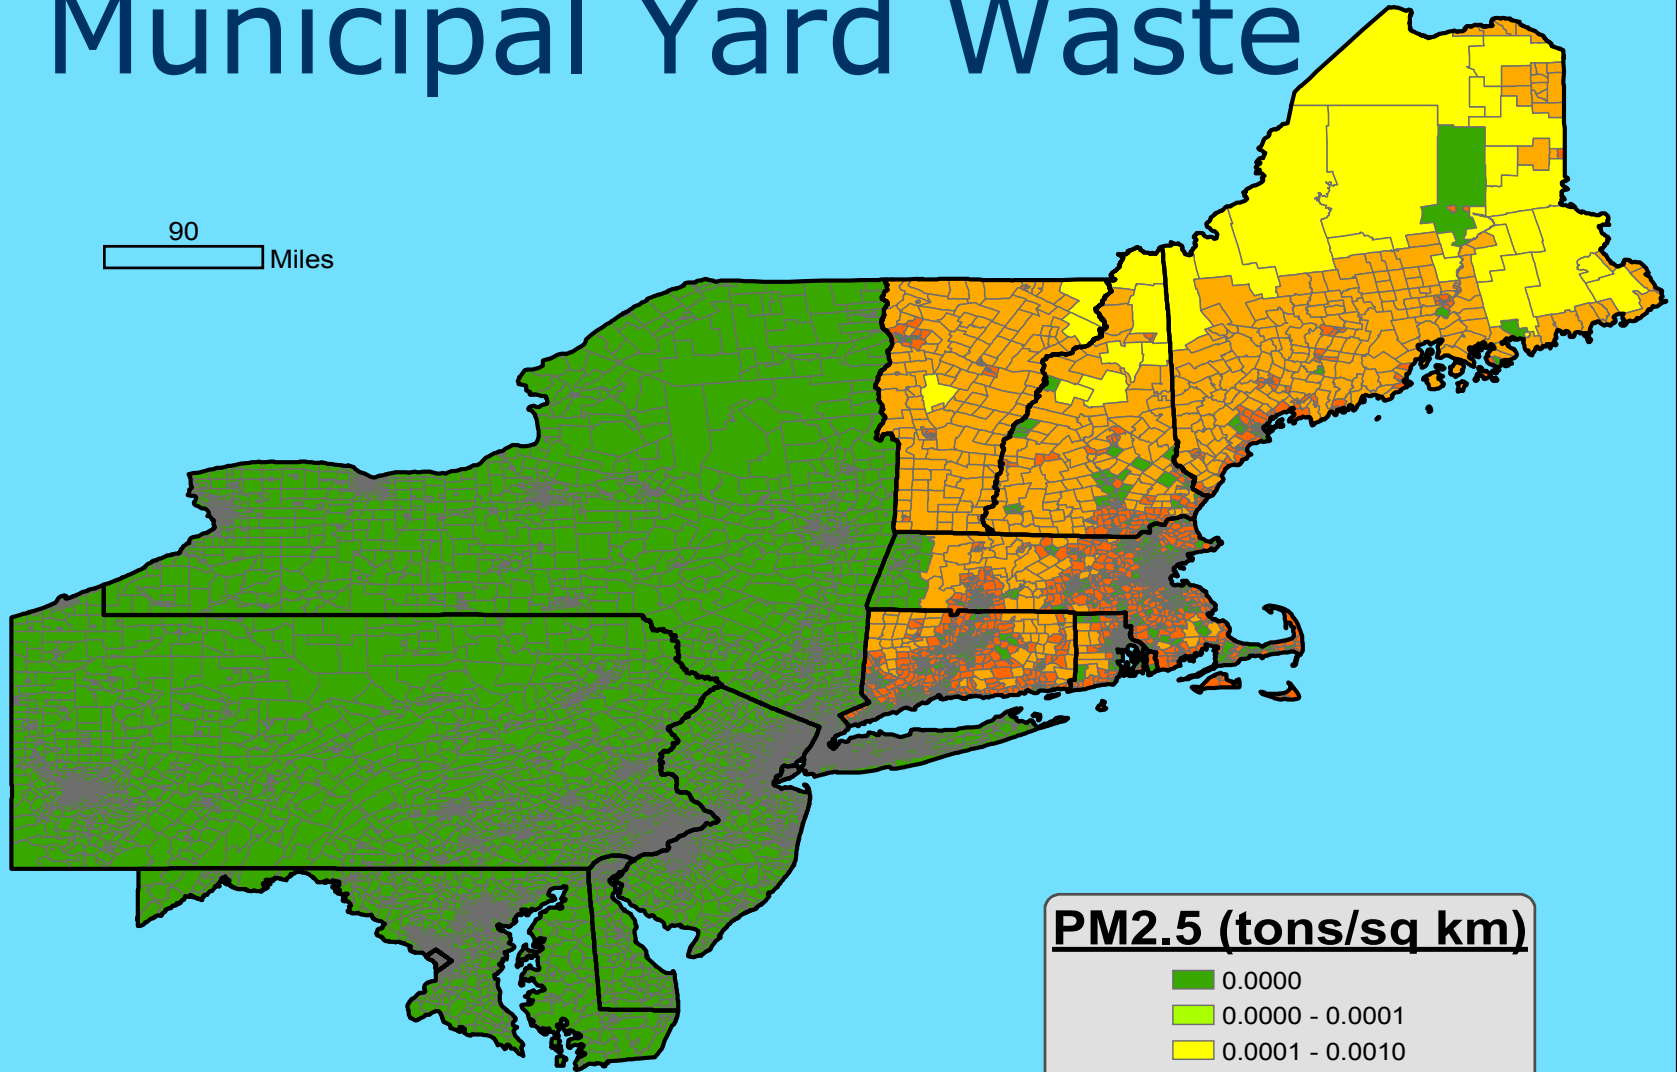 Municipal Yard Waste
90
Miles
PM2.5 (tons/sq km)
0.0000
0.0000 - 0.0001
0.0001 - 0.0010